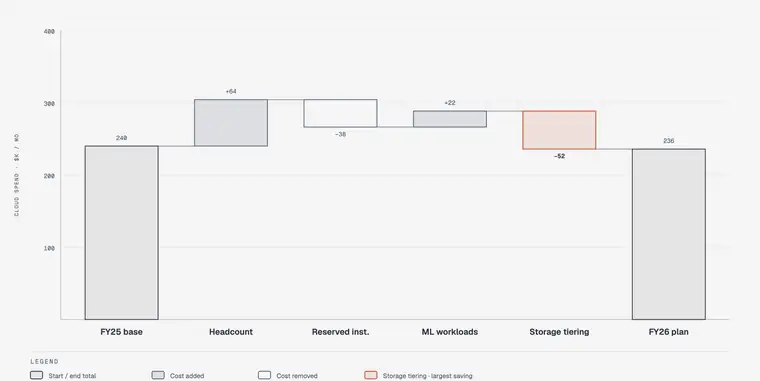 400
300
200
100
CLOUD SPEND · $K / MO
240
+64
−38
+22
−52
236
FY25 base
Headcount
Reserved inst.
ML workloads
Storage tiering
FY26 plan
LEGEND
Start / end total
Cost added
Cost removed
Storage tiering · largest saving